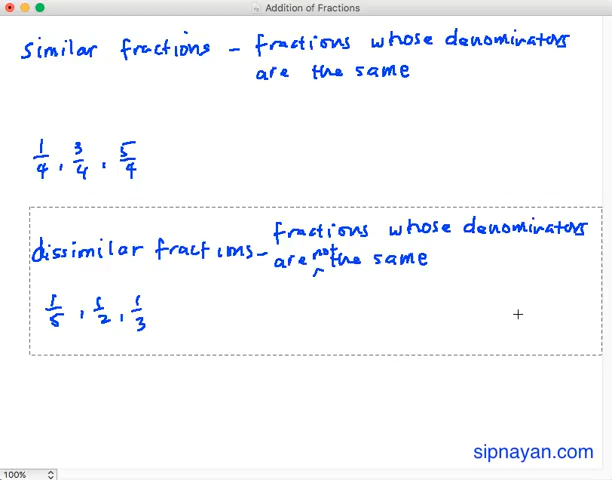 Addition of Fractions
similar fractions – fractions whose denominators
are the same
1/4, 3/4, 5/4
dissimilar fractions – fractions whose denominators
are not the same
1/5, 1/2, 1/3
sipnayan.com
100%